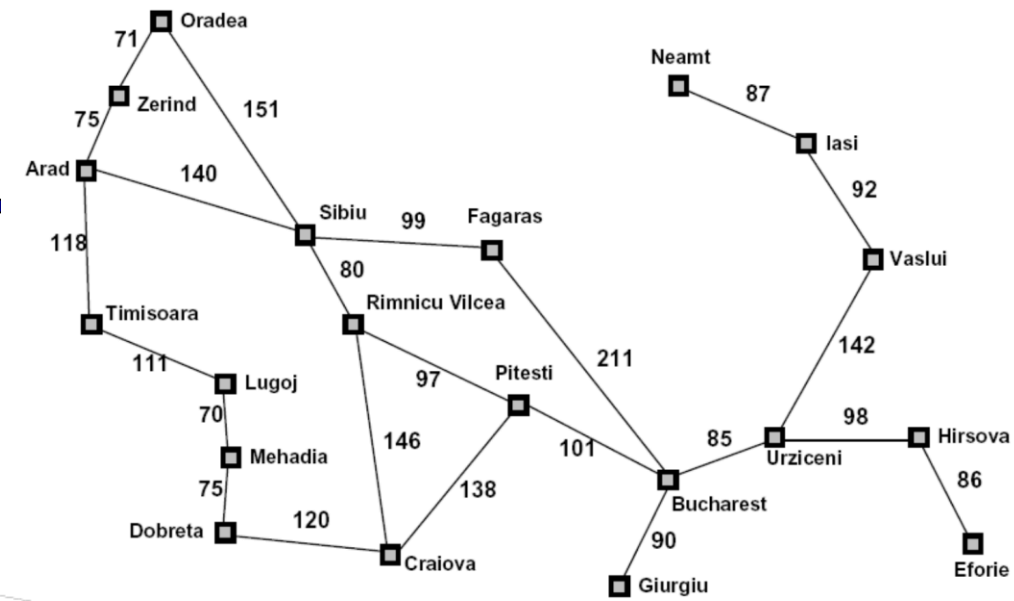 Oradea
71
Neamt
87
Zerind
151
75
Iasi
Arad
140
92
Sibiu
99
Fagaras
118
Vaslui
80
Rimnicu Vilcea
Timisoara
142
211
111
Pitesti
97
Lugoj
70
98
146
85
Hirsova
101
Urziceni
Mehadia
86
75
138
Bucharest
120
Dobreta
90
Craiova
Eforie
Giurgiu